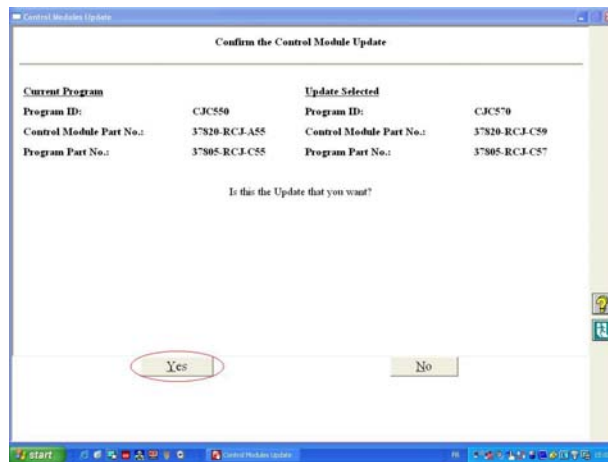 Control Modules Update
Confirm the Control Module Update
Current Program
Update Selected
Program ID: CJC550
Program ID: CJC570
Control Module Part No.: 37820-RCJ-A55
Control Module Part No.: 37820-RCJ-C59
Program Part No.: 37805-RCJ-C55
Program Part No.: 37805-RCJ-C57
Is this the Update that you want?
Yes
No
start
Control Modules Update
FR